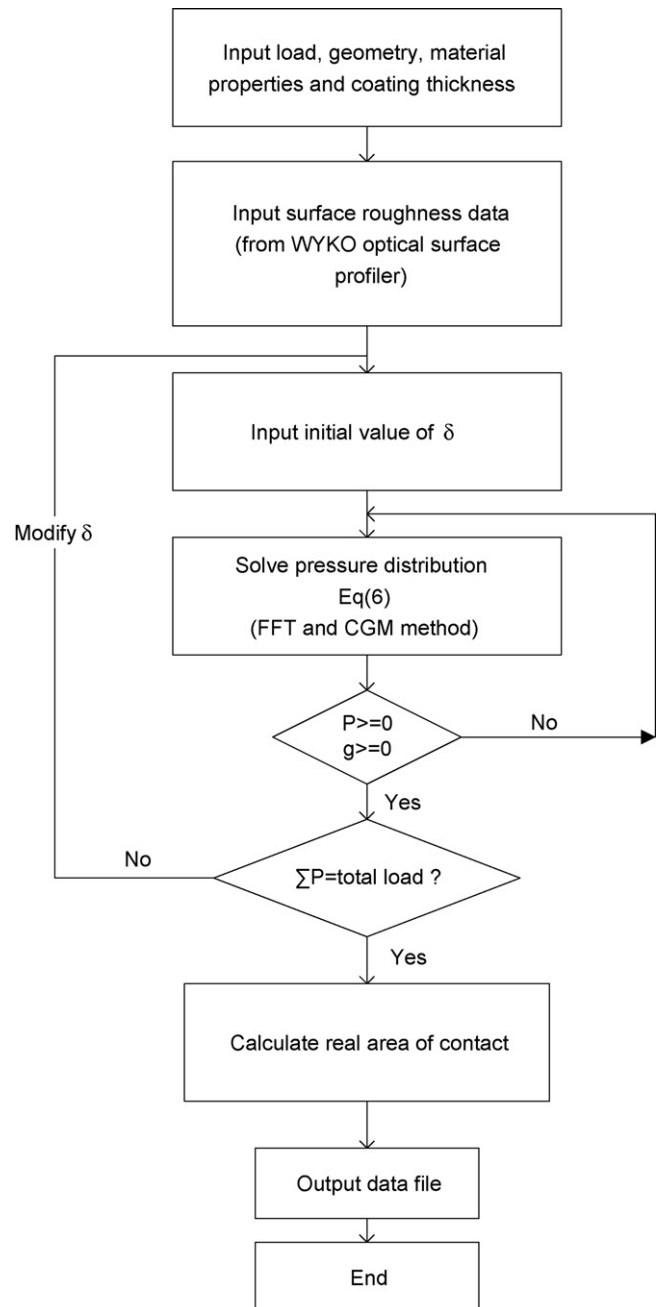 Input load, geometry, material
properties and coating thickness
Input surface roughness data
(from WYKO optical surface
profiler)
Input initial value of δ
Modify δ
Solve pressure distribution
Eq(6)
(FFT and CGM method)
P>=0
g>=0
No
Yes
No
∑P=total load ?
Yes
Calculate real area of contact
Output data file
End